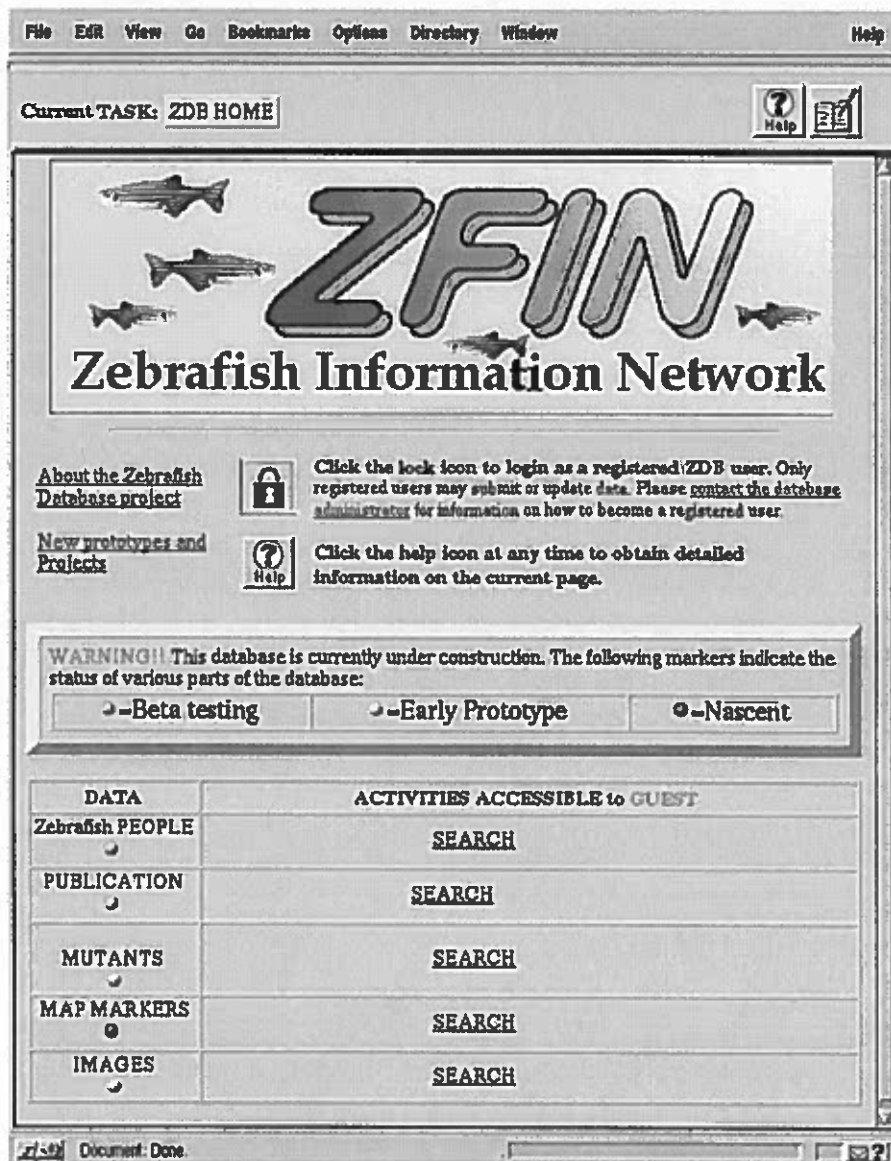 File Edit View Go Bookmarks Options Directory Window Help
Current TASK: ZDB HOME
Help
ZFIN
Zebrafish Information Network
About the Zebrafish
Database project
New prototypes and
Projects
Click the lock icon to login as a registered ZDB user. Only
registered users may submit or update data. Please contact the database
administrator for information on how to become a registered user.
Help
Click the help icon at any time to obtain detailed
information on the current page.
WARNING!! This database is currently under construction. The following markers indicate the
status of various parts of the database:
=Beta testing =Early Prototype =Nascent
DATA ACTIVITIES ACCESSIBLE to GUEST
Zebrafish PEOPLE SEARCH
PUBLICATION SEARCH
MUTANTS SEARCH
MAP MARKERS SEARCH
IMAGES SEARCH
Document: Done. ?